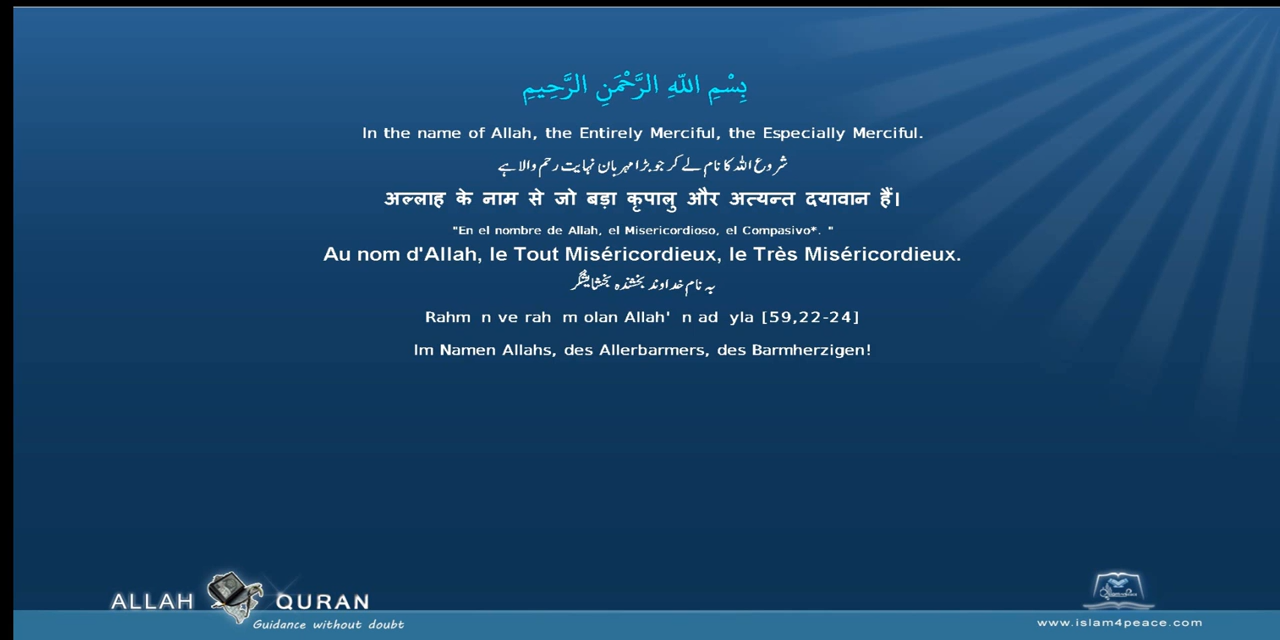 بِسْمِ اللّهِ الرَّحْمَنِ الرَّحِيمِ
In the name of Allah, the Entirely Merciful, the Especially Merciful.
شروع اللہ کا نام لے کر جو بڑا مہربان نہایت رحم والا ہے
अल्लाह के नाम से जो बड़ा कृपालु और अत्यन्त दयावान हैं।
"En el nombre de Allah, el Misericordioso, el Compasivo*. "
Au nom d'Allah, le Tout Miséricordieux, le Très Miséricordieux.
به نام خداوند بخشنده بخشایشگر
Rahm n ve rah m olan Allah' n ad yla [59,22-24]
Im Namen Allahs, des Allerbarmers, des Barmherzigen!
ALLAH QURAN
Guidance without doubt
www.islam4peace.com